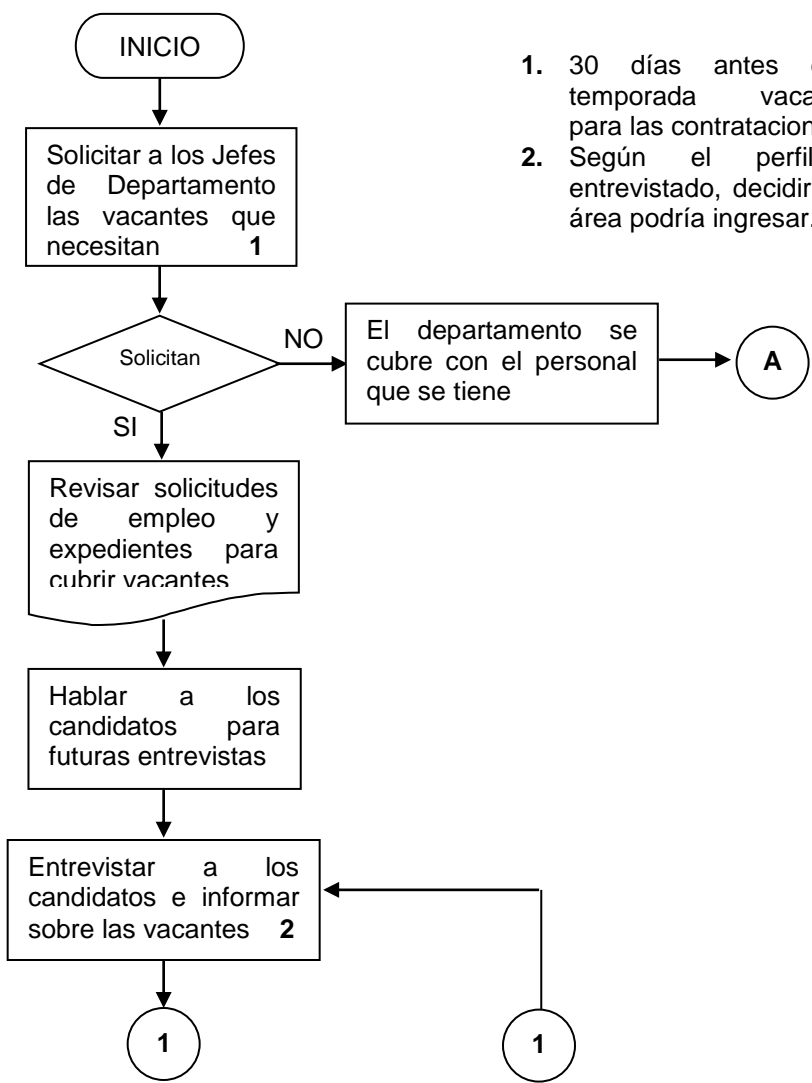 INICIO
1. 30 días antes
temporada
para las
2. Según el perfil
entrevistado,
área podría ingresar.
Solicitar a los Jefes
de Departamento
las vacantes que
necesitan 1
Solicitan
NO
El departamento se
cubre con el personal
que se tiene
A
SI
Revisar solicitudes
de empleo y
expedientes para
cubrir vacantes
Hablar a los
candidatos para
futuras entrevistas
Entrevistar a los
candidatos e informar
sobre las vacantes 2
1
1